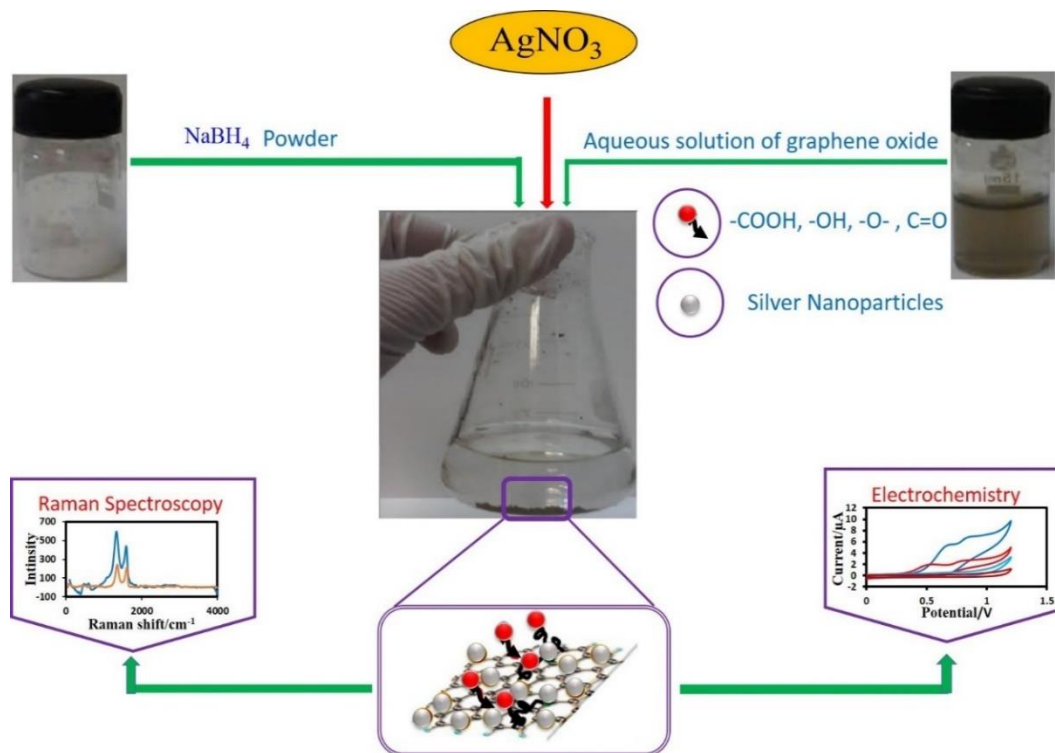 AgNO₃
NaBH₄ Powder
Aqueous solution of graphene oxide
-COOH, -OH, -O- , C=O
Silver Nanoparticles
Raman Spectroscopy
Intinsity
700
500
300
100
-100
0
2000
4000
Raman shift/cm⁻¹
Electrochemistry
Current/µA
12
10
8
6
4
2
0
-2
0
0.5
1
1.5
Potential/V